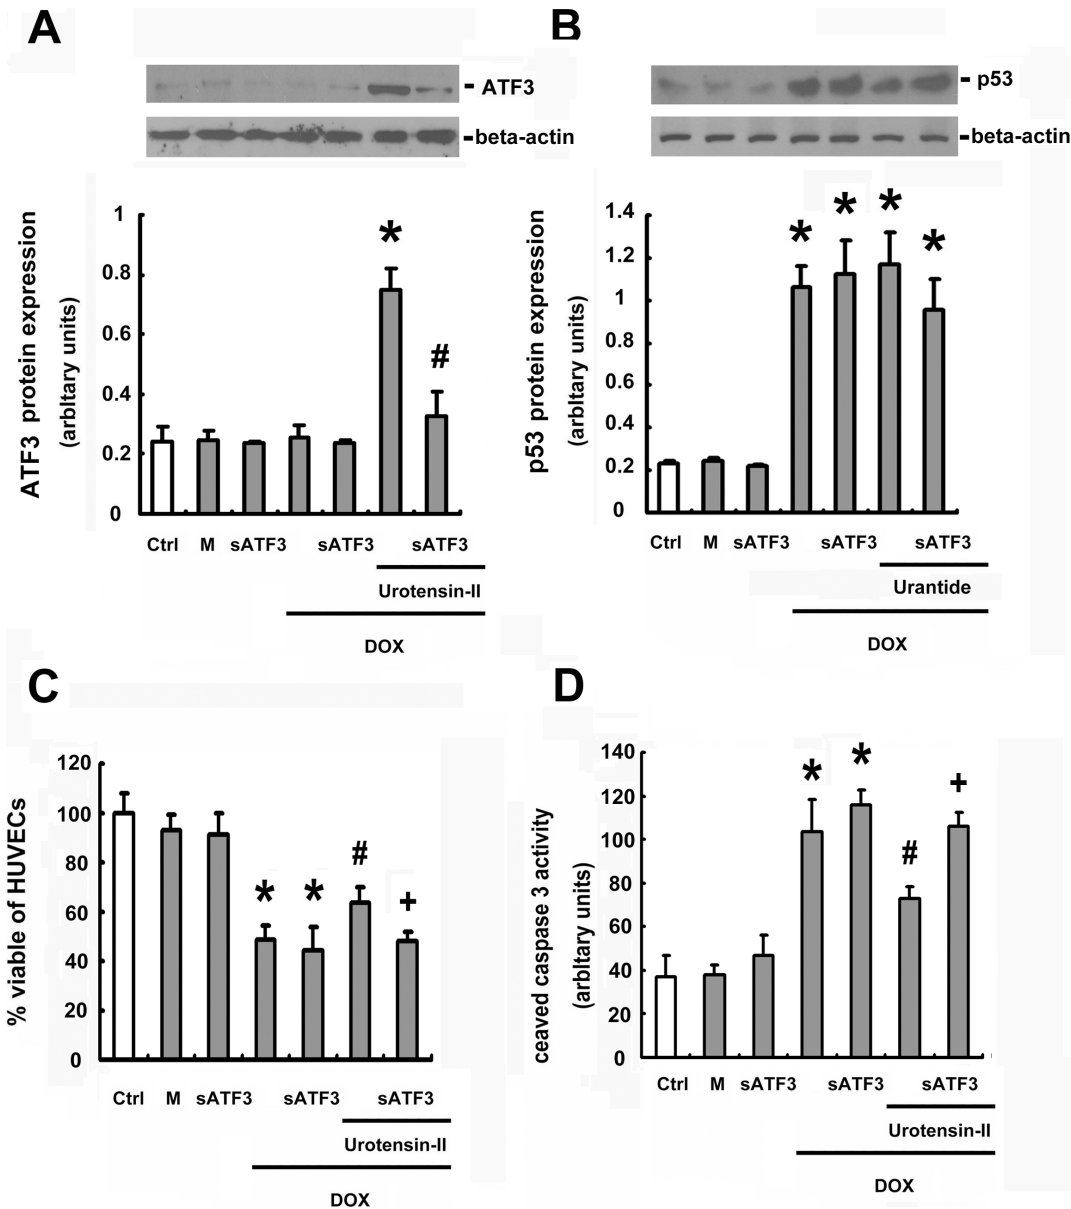 A
- ATF3
-beta-actin
ATF3 protein expression
(arbltary units)
1
0.8
0.6
0.4
0.2
0
*
#
Ctrl M sATF3 sATF3 sATF3
Urotensin-II
DOX
B
- p53
-beta-actin
p53 protein expression
(arbltary units)
1.4
1.2
1
0.8
0.6
0.4
0.2
0
* * * *
Ctrl M sATF3 sATF3 sATF3
Urantide
DOX
C
% viable of HUVECs
120
100
80
60
40
20
0
* * # +
Ctrl M sATF3 sATF3 sATF3
Urotensin-II
DOX
D
ceaved caspase 3 activity
(arbltary units)
140
120
100
80
60
40
20
0
* * # +
Ctrl M sATF3 sATF3 sATF3
Urotensin-II
DOX